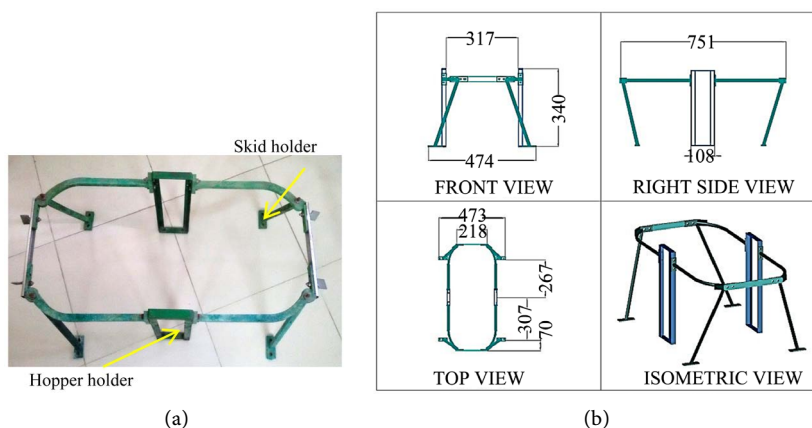 Skid holder
Hopper holder
(a)
317
340
474
FRONT VIEW
751
108
RIGHT SIDE VIEW
473
218
267
307
70
TOP VIEW
ISOMETRIC VIEW
(b)